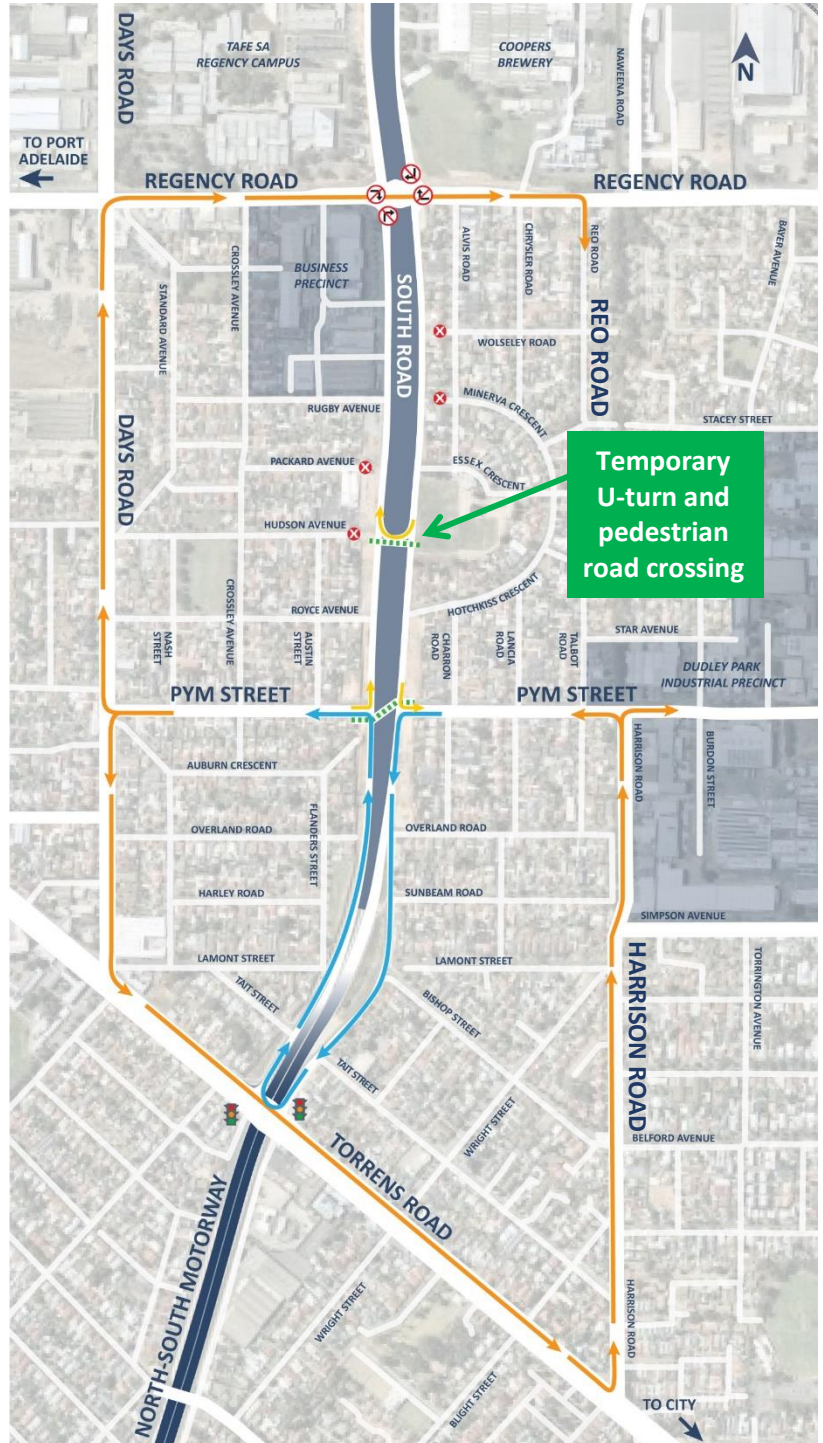 DAYS ROAD
TAFE SA
REGENCY CAMPUS
COOPERS
BREWERY
NAWEENA ROAD
N
TO PORT
ADELAIDE
REGENCY ROAD
REGENCY ROAD
CROSSLEY AVENUE
BUSINESS
PRECINCT
STANDARD AVENUE
SOUTH ROAD
ALVIS ROAD
CHRYSLER ROAD
REO ROAD
BAYER AVENUE
REO ROAD
WOLSELEY ROAD
MINERVA CRESCENT
RUGBY AVENUE
STACEY STREET
DAYS ROAD
PACKARD AVENUE
ESSEX CRESCENT
Temporary
U-turn and
pedestrian
road crossing
HUDSON AVENUE
CROSSLEY AVENUE
ROYCE AVENUE
HOTCHKISS CRESCENT
NASH
STREET
AUSTIN
STREET
CHARRON
ROAD
LANCIA
ROAD
TALBOT
ROAD
STAR AVENUE
DUDLEY PARK
INDUSTRIAL PRECINCT
PYM STREET
PYM STREET
AUBURN CRESCENT
FLANDERS STREET
HARRISON ROAD
BURDON STREET
OVERLAND ROAD
OVERLAND ROAD
HARLEY ROAD
SUNBEAM ROAD
SIMPSON AVENUE
LAMONT STREET
LAMONT STREET
TAIT STREET
BISHOP STREET
HARRISON ROAD
TORRINGTON AVENUE
TAIT STREET
WRIGHT STREET
BELFORD AVENUE
TORRENS ROAD
NORTH-SOUTH MOTORWAY
WRIGHT STREET
HARRISON ROAD
BLIGHT STREET
TO CITY